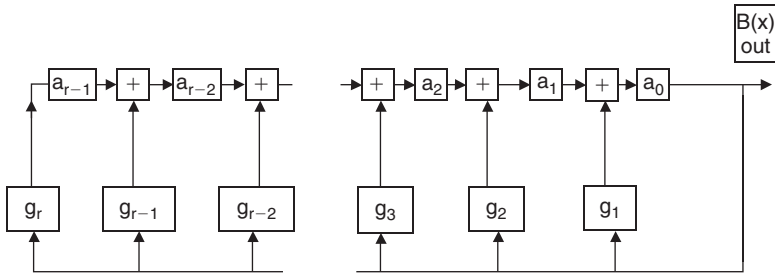 B(x)
out
a_{r−1} + a_{r−2} + + a_2 + a_1 + a_0
g_r g_{r−1} g_{r−2} g_3 g_2 g_1